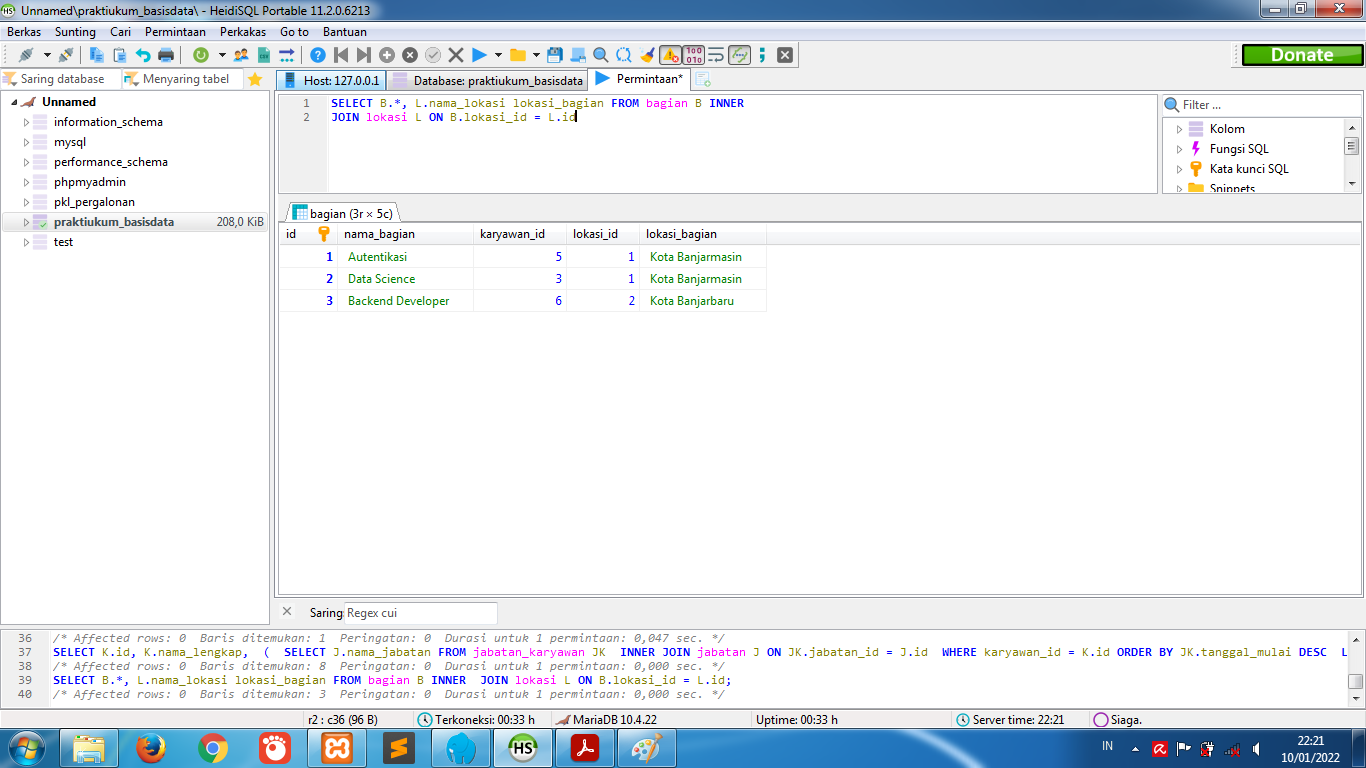 Unnamed\praktiukum_basisdata\ - HeidiSQL Portable 11.2.0.6213
Berkas Sunting Cari Permintaan Perkakas Go to Bantuan
Donate
Saring database Menyaring tabel
Host: 127.0.0.1 Database: praktiukum_basisdata Permintaan*
Unnamed
information_schema
mysql
performance_schema
phpmyadmin
pkl_pergalonan
praktiukum_basisdata 208,0 KiB
test
1 SELECT B.*, L.nama_lokasi lokasi_bagian FROM bagian B INNER
2 JOIN lokasi L ON B.lokasi_id = L.id
Filter ...
Kolom
Fungsi SQL
Kata kunci SQL
Snippets
bagian (3r × 5c)
id nama_bagian karyawan_id lokasi_id lokasi_bagian
1 Autentikasi 5 1 Kota Banjarmasin
2 Data Science 3 1 Kota Banjarmasin
3 Backend Developer 6 2 Kota Banjarbaru
Saring: Regex cui
36 /* Affected rows: 0 Baris ditemukan: 1 Peringatan: 0 Durasi untuk 1 permintaan: 0,047 sec. */
37 SELECT K.id, K.nama_lengkap, ( SELECT J.nama_jabatan FROM jabatan_karyawan JK INNER JOIN jabatan J ON JK.jabatan_id = J.id WHERE karyawan_id = K.id ORDER BY JK.tanggal_mulai DESC L
38 /* Affected rows: 0 Baris ditemukan: 8 Peringatan: 0 Durasi untuk 1 permintaan: 0,000 sec. */
39 SELECT B.*, L.nama_lokasi lokasi_bagian FROM bagian B INNER JOIN lokasi L ON B.lokasi_id = L.id;
40 /* Affected rows: 0 Baris ditemukan: 3 Peringatan: 0 Durasi untuk 1 permintaan: 0,000 sec. */
r2 : c36 (96 B) Terkoneksi: 00:33 h MariaDB 10.4.22 Uptime: 00:33 h Server time: 22:21 Siaga.
HS
IN
22:21
10/01/2022